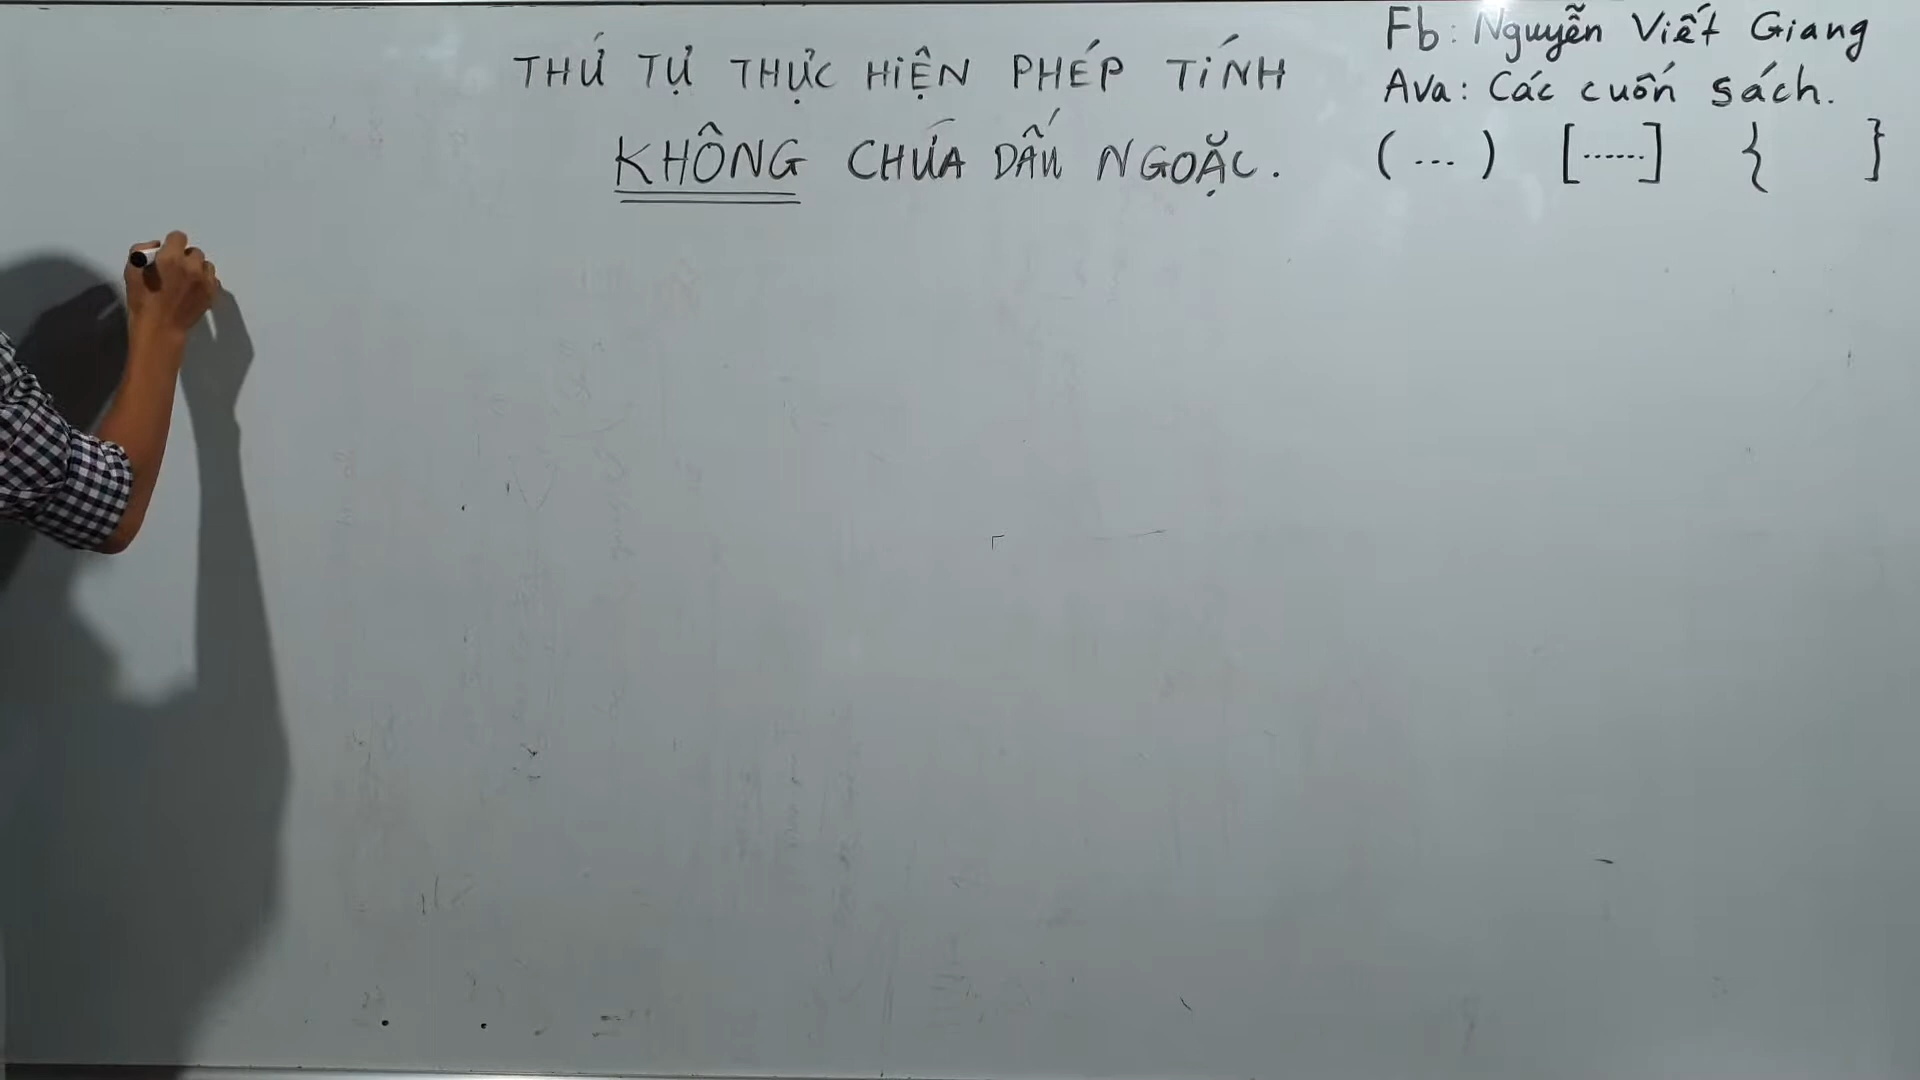 THỨ TỰ THỰC HIỆN PHÉP TÍNH
KHÔNG CHỨA DẤU NGOẶC.
Fb: Nguyễn Viết Giang
Ava: Các cuốn sách.
(...) [......] { }